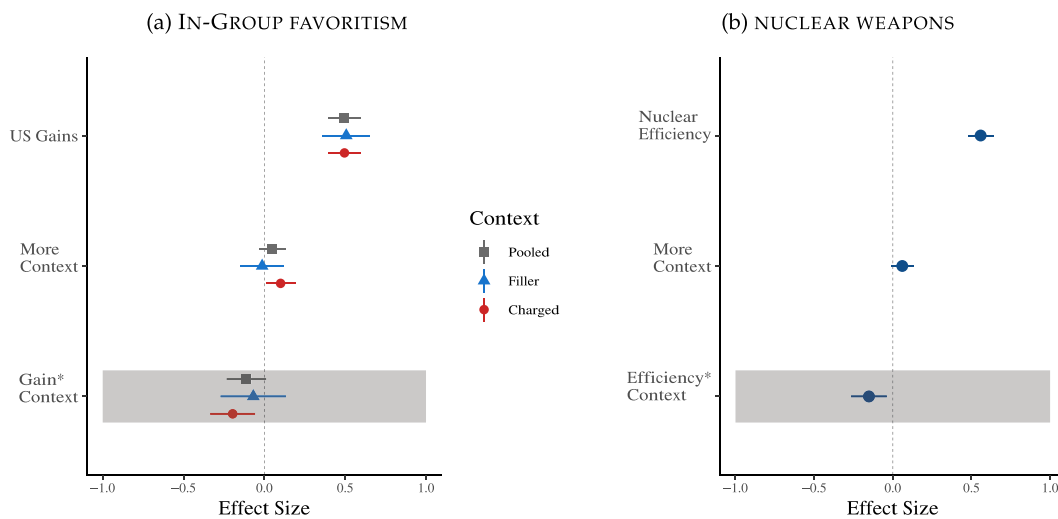 (a) IN-GROUP FAVORITISM
US Gains
More
Context
Gain*
Context
−1.0 −0.5 0.0 0.5 1.0
Effect Size
Context
Pooled
Filler
Charged
(b) NUCLEAR WEAPONS
Nuclear
Efficiency
More
Context
Efficiency*
Context
−1.0 −0.5 0.0 0.5 1.0
Effect Size